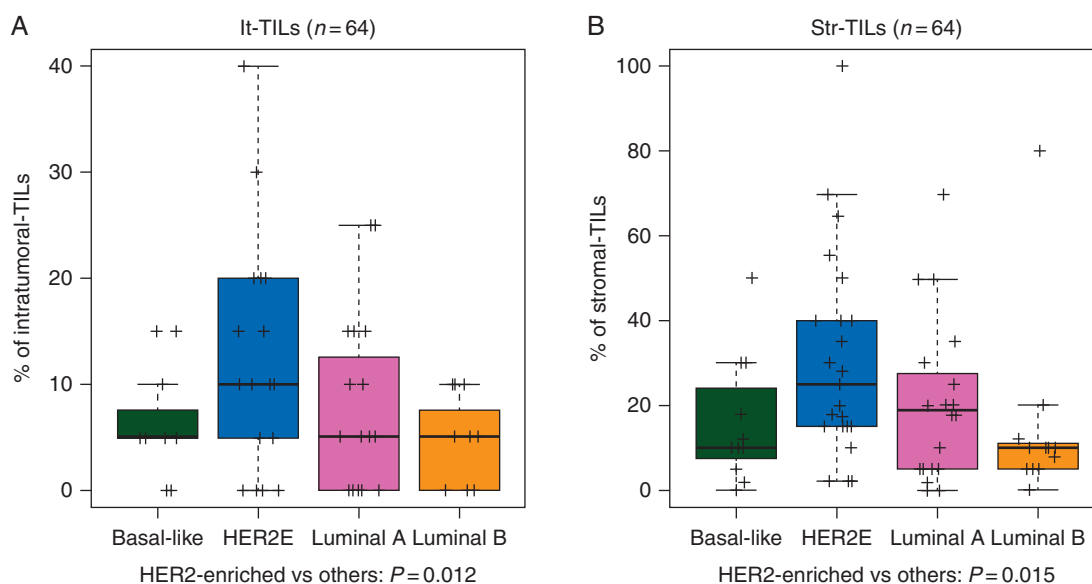 A
It-TILs (n=64)
% of intratumoral-TILs
40
30
20
10
0
Basal-like HER2E Luminal A Luminal B
HER2-enriched vs others: P=0.012
B
Str-TILs (n=64)
% of stromal-TILs
100
80
60
40
20
0
Basal-like HER2E Luminal A Luminal B
HER2-enriched vs others: P=0.015